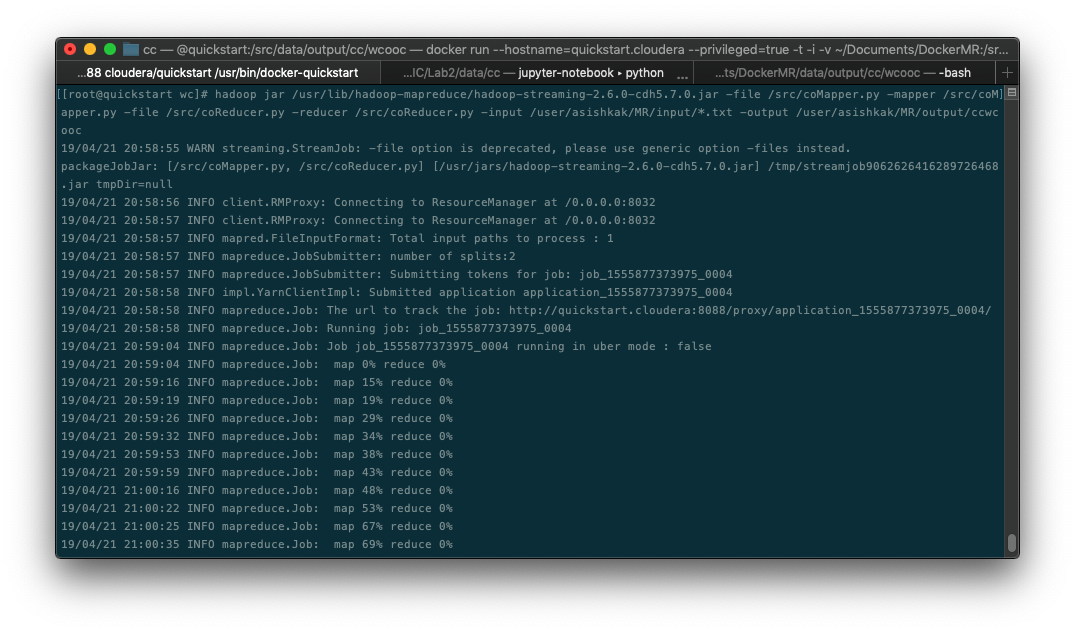 cc — @quickstart:/src/data/output/cc/wcooc — docker run --hostname=quickstart.cloudera --privileged=true -t -i -v ~/Documents/DockerMR:/sr...
...88 cloudera/quickstart /usr/bin/docker-quickstart ...IC/Lab2/data/cc — jupyter-notebook ▸ python ... ...ts/DockerMR/data/output/cc/wcooc — -bash +
[[root@quickstart wc]# hadoop jar /usr/lib/hadoop-mapreduce/hadoop-streaming-2.6.0-cdh5.7.0.jar -file /src/coMapper.py -mapper /src/coM]
apper.py -file /src/coReducer.py -reducer /src/coReducer.py -input /user/asishkak/MR/input/*.txt -output /user/asishkak/MR/output/ccwc
ooc
19/04/21 20:58:55 WARN streaming.StreamJob: -file option is deprecated, please use generic option -files instead.
packageJobJar: [/src/coMapper.py, /src/coReducer.py] [/usr/jars/hadoop-streaming-2.6.0-cdh5.7.0.jar] /tmp/streamjob9062626416289726468
.jar tmpDir=null
19/04/21 20:58:56 INFO client.RMProxy: Connecting to ResourceManager at /0.0.0.0:8032
19/04/21 20:58:57 INFO client.RMProxy: Connecting to ResourceManager at /0.0.0.0:8032
19/04/21 20:58:57 INFO mapred.FileInputFormat: Total input paths to process : 1
19/04/21 20:58:57 INFO mapreduce.JobSubmitter: number of splits:2
19/04/21 20:58:57 INFO mapreduce.JobSubmitter: Submitting tokens for job: job_1555877373975_0004
19/04/21 20:58:58 INFO impl.YarnClientImpl: Submitted application application_1555877373975_0004
19/04/21 20:58:58 INFO mapreduce.Job: The url to track the job: http://quickstart.cloudera:8088/proxy/application_1555877373975_0004/
19/04/21 20:58:58 INFO mapreduce.Job: Running job: job_1555877373975_0004
19/04/21 20:59:04 INFO mapreduce.Job: Job job_1555877373975_0004 running in uber mode : false
19/04/21 20:59:04 INFO mapreduce.Job:  map 0% reduce 0%
19/04/21 20:59:16 INFO mapreduce.Job:  map 15% reduce 0%
19/04/21 20:59:19 INFO mapreduce.Job:  map 19% reduce 0%
19/04/21 20:59:26 INFO mapreduce.Job:  map 29% reduce 0%
19/04/21 20:59:32 INFO mapreduce.Job:  map 34% reduce 0%
19/04/21 20:59:53 INFO mapreduce.Job:  map 38% reduce 0%
19/04/21 20:59:59 INFO mapreduce.Job:  map 43% reduce 0%
19/04/21 21:00:16 INFO mapreduce.Job:  map 48% reduce 0%
19/04/21 21:00:22 INFO mapreduce.Job:  map 53% reduce 0%
19/04/21 21:00:25 INFO mapreduce.Job:  map 67% reduce 0%
19/04/21 21:00:35 INFO mapreduce.Job:  map 69% reduce 0%